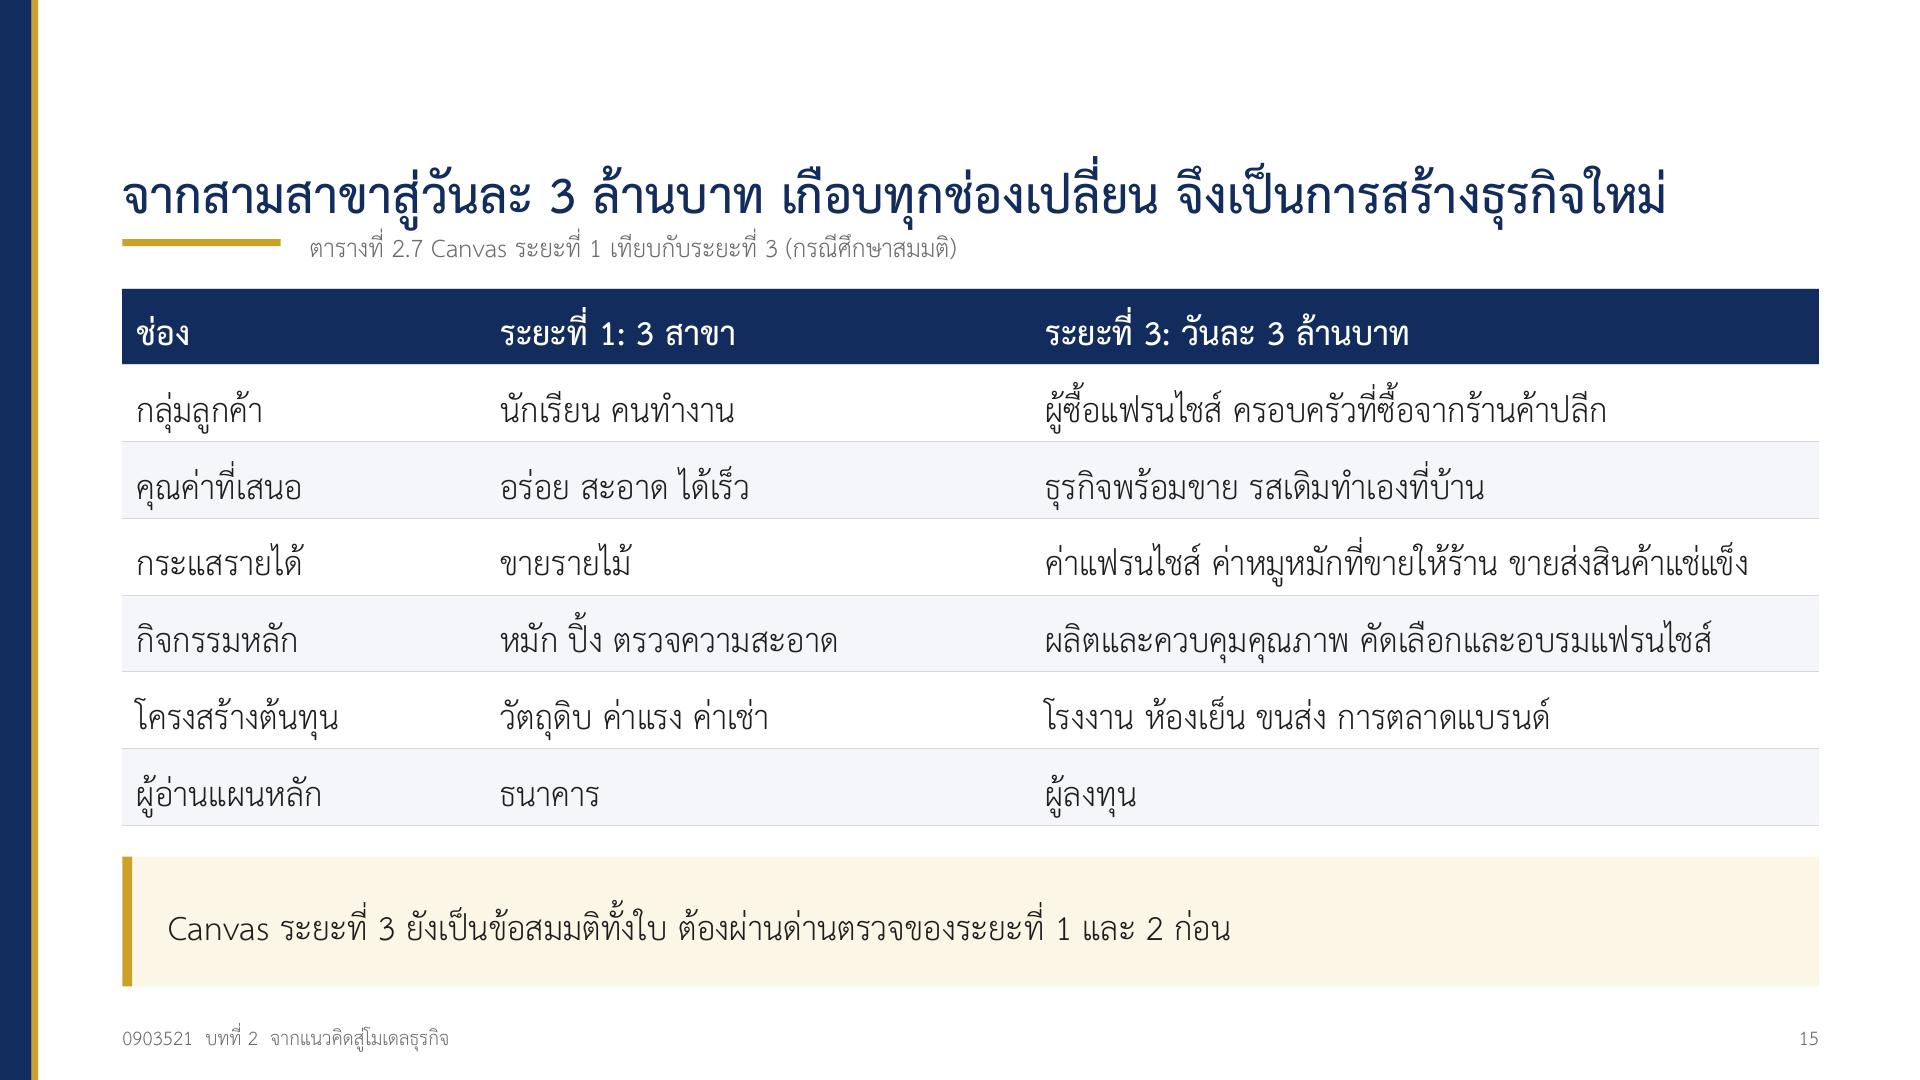 จากสามสาขาสู่วันละ 3 ล้านบาท เกือบทุกช่องเปลี่ยน จึงเป็นการสร้างธุรกิจใหม่
ตารางที่ 2.7 Canvas ระยะที่ 1 เทียบกับระยะที่ 3 (กรณีศึกษาสมมติ)
ช่อง ระยะที่ 1: 3 สาขา ระยะที่ 3: วันละ 3 ล้านบาท
กลุ่มลูกค้า นักเรียน คนทำงาน ผู้ซื้อแฟรนไชส์ ครอบครัวที่ซื้อจากร้านค้าปลีก
คุณค่าที่เสนอ อร่อย สะอาด ได้เร็ว ธุรกิจพร้อมขาย รสเดิมทำเองที่บ้าน
กระแสรายได้ ขายรายไม้ ค่าแฟรนไชส์ ค่าหมูหมักที่ขายให้ร้าน ขายส่งสินค้าแช่แข็ง
กิจกรรมหลัก หมัก ปิ้ง ตรวจความสะอาด ผลิตและควบคุมคุณภาพ คัดเลือกและอบรมแฟรนไชส์
โครงสร้างต้นทุน วัตถุดิบ ค่าแรง ค่าเช่า โรงงาน ห้องเย็น ขนส่ง การตลาดแบรนด์
ผู้อ่านแผนหลัก ธนาคาร ผู้ลงทุน
Canvas ระยะที่ 3 ยังเป็นข้อสมมติทั้งใบ ต้องผ่านด่านตรวจของระยะที่ 1 และ 2 ก่อน
0903521 บทที่ 2 จากแนวคิดสู่โมเดลธุรกิจ 15